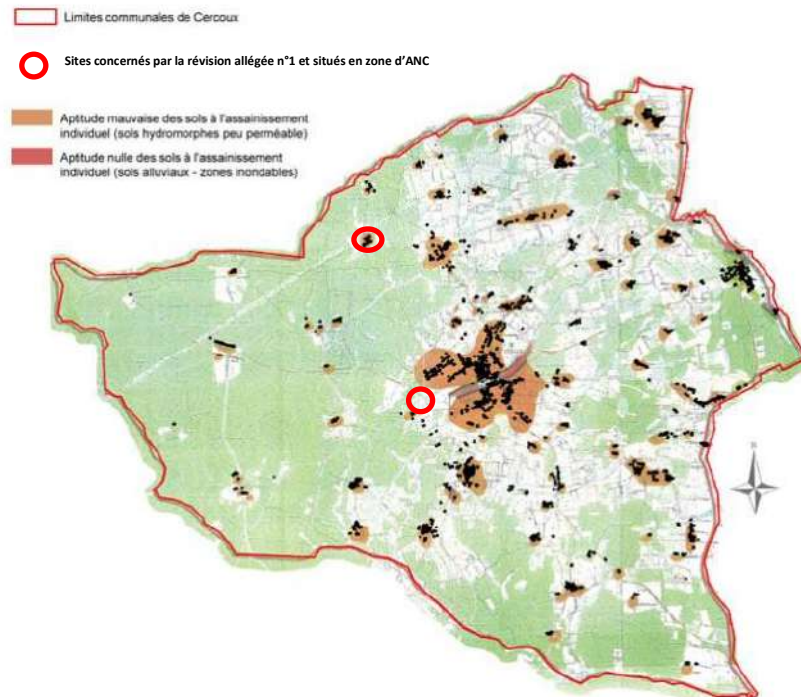 Limites communales de Cercoux
Sites concernés par la révision allégée n°1 et situés en zone d'ANC
Aptitude mauvaise des sols à l'assainissement
individuel (sols hydromorphes peu perméable)
Aptitude nulle des sols à l'assainissement
individuel (sols alluviaux - zones inondables)